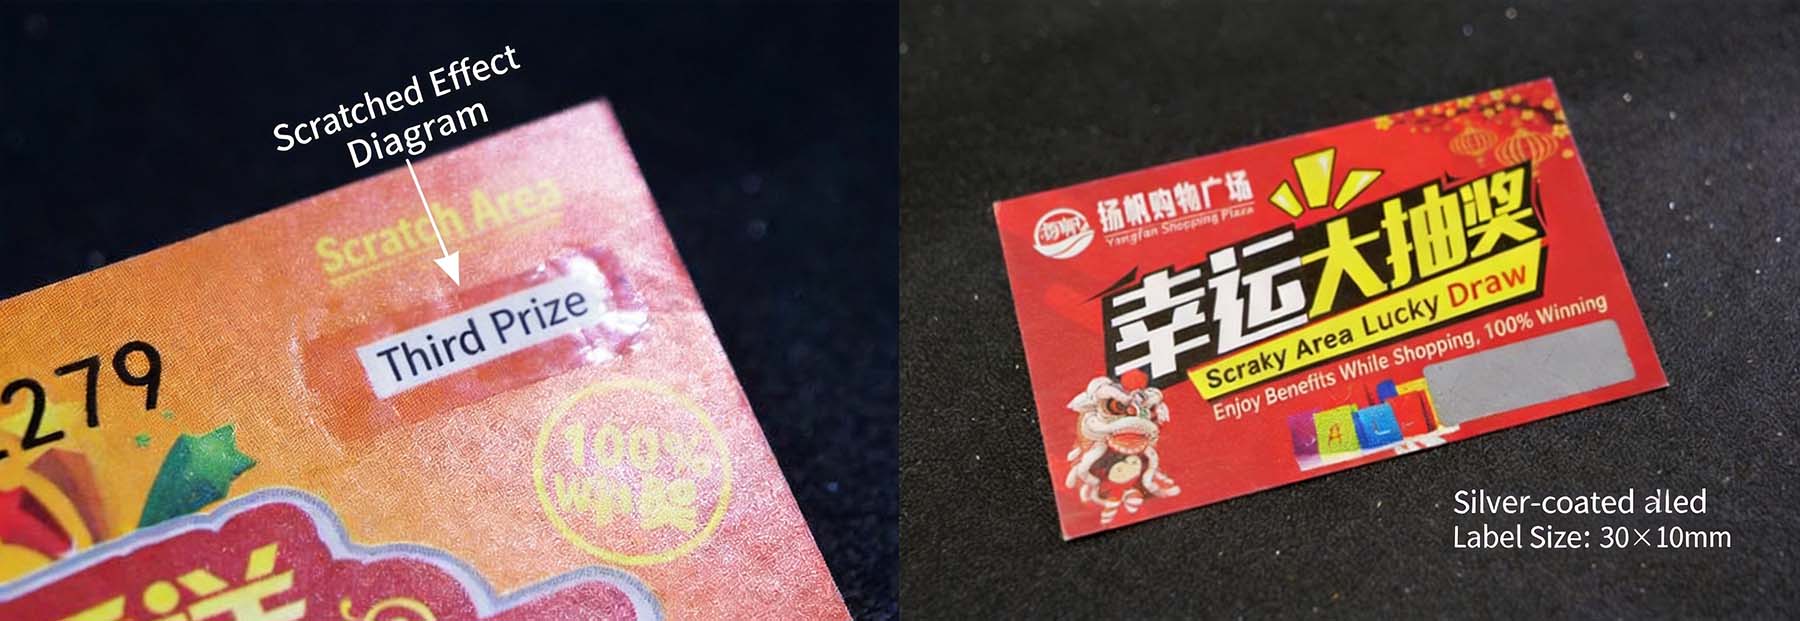 Scratched Effect
Diagram
Scratch Area
Third Prize
279
100%
扬帆购物广场
Yangfan Shopping Plaza
幸运大抽奖
Scraky Area Lucky Draw
Enjoy Benefits While Shopping, 100% Winning
Silver-coated
Label Size: 30×10mm